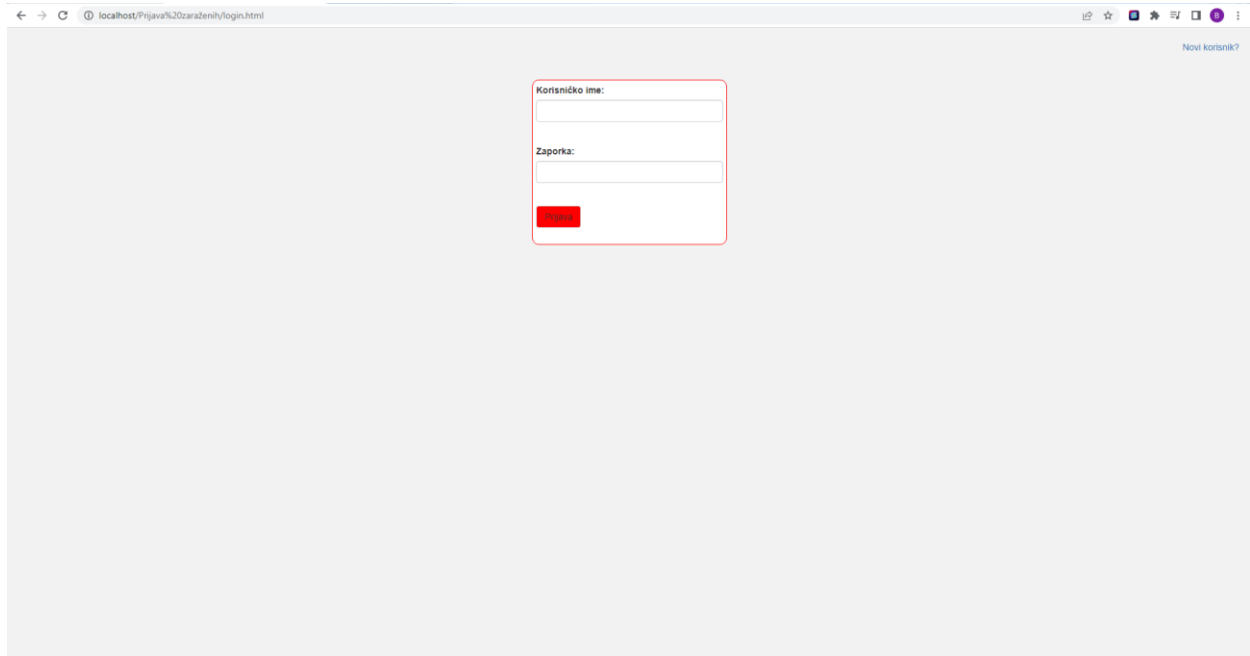 localhost/Prijava%20zaraženih/login.html
B
Novi korisnik?
Korisničko ime:
Zaporka:
Prijava